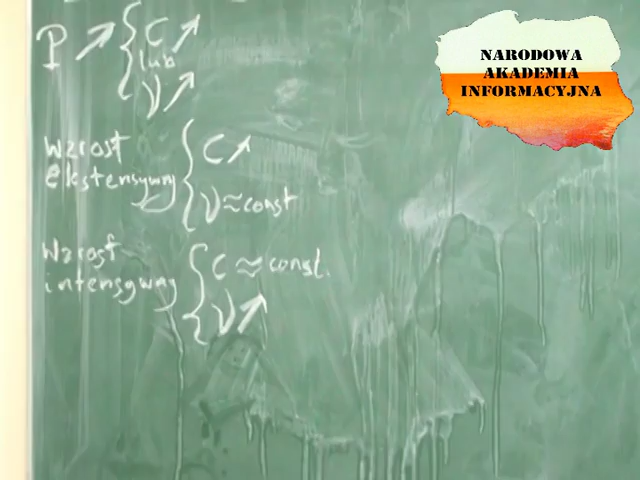 P ↗ { C ↗
lub
V ↗
Wzrost
ekstensywny { C ↗
V ≈ const
Wzrost
intensywny { C ≈ const.
V ↗
NARODOWA
AKADEMIA
INFORMACYJNA